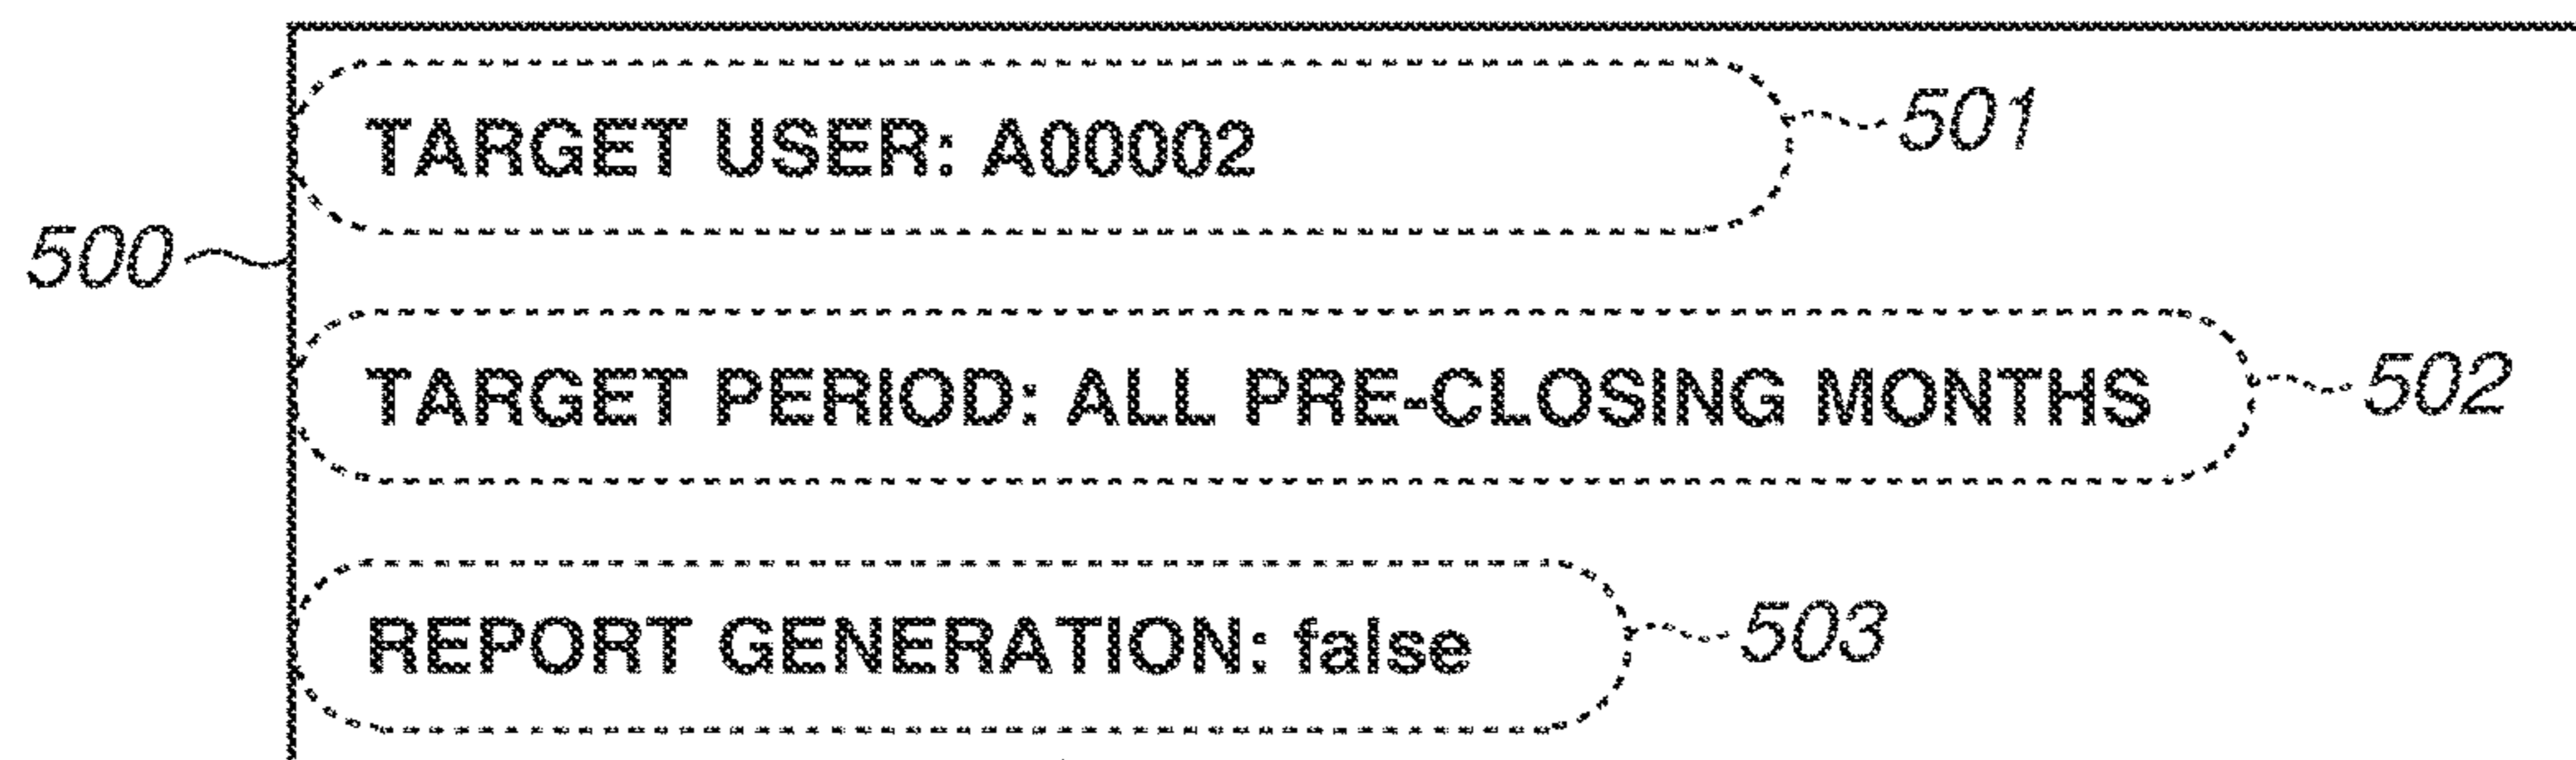 TARGET USER: A00002
501
500
TARGET PERIOD: ALL PRE-CLOSING MONTHS
502
REPORT GENERATION: false
503